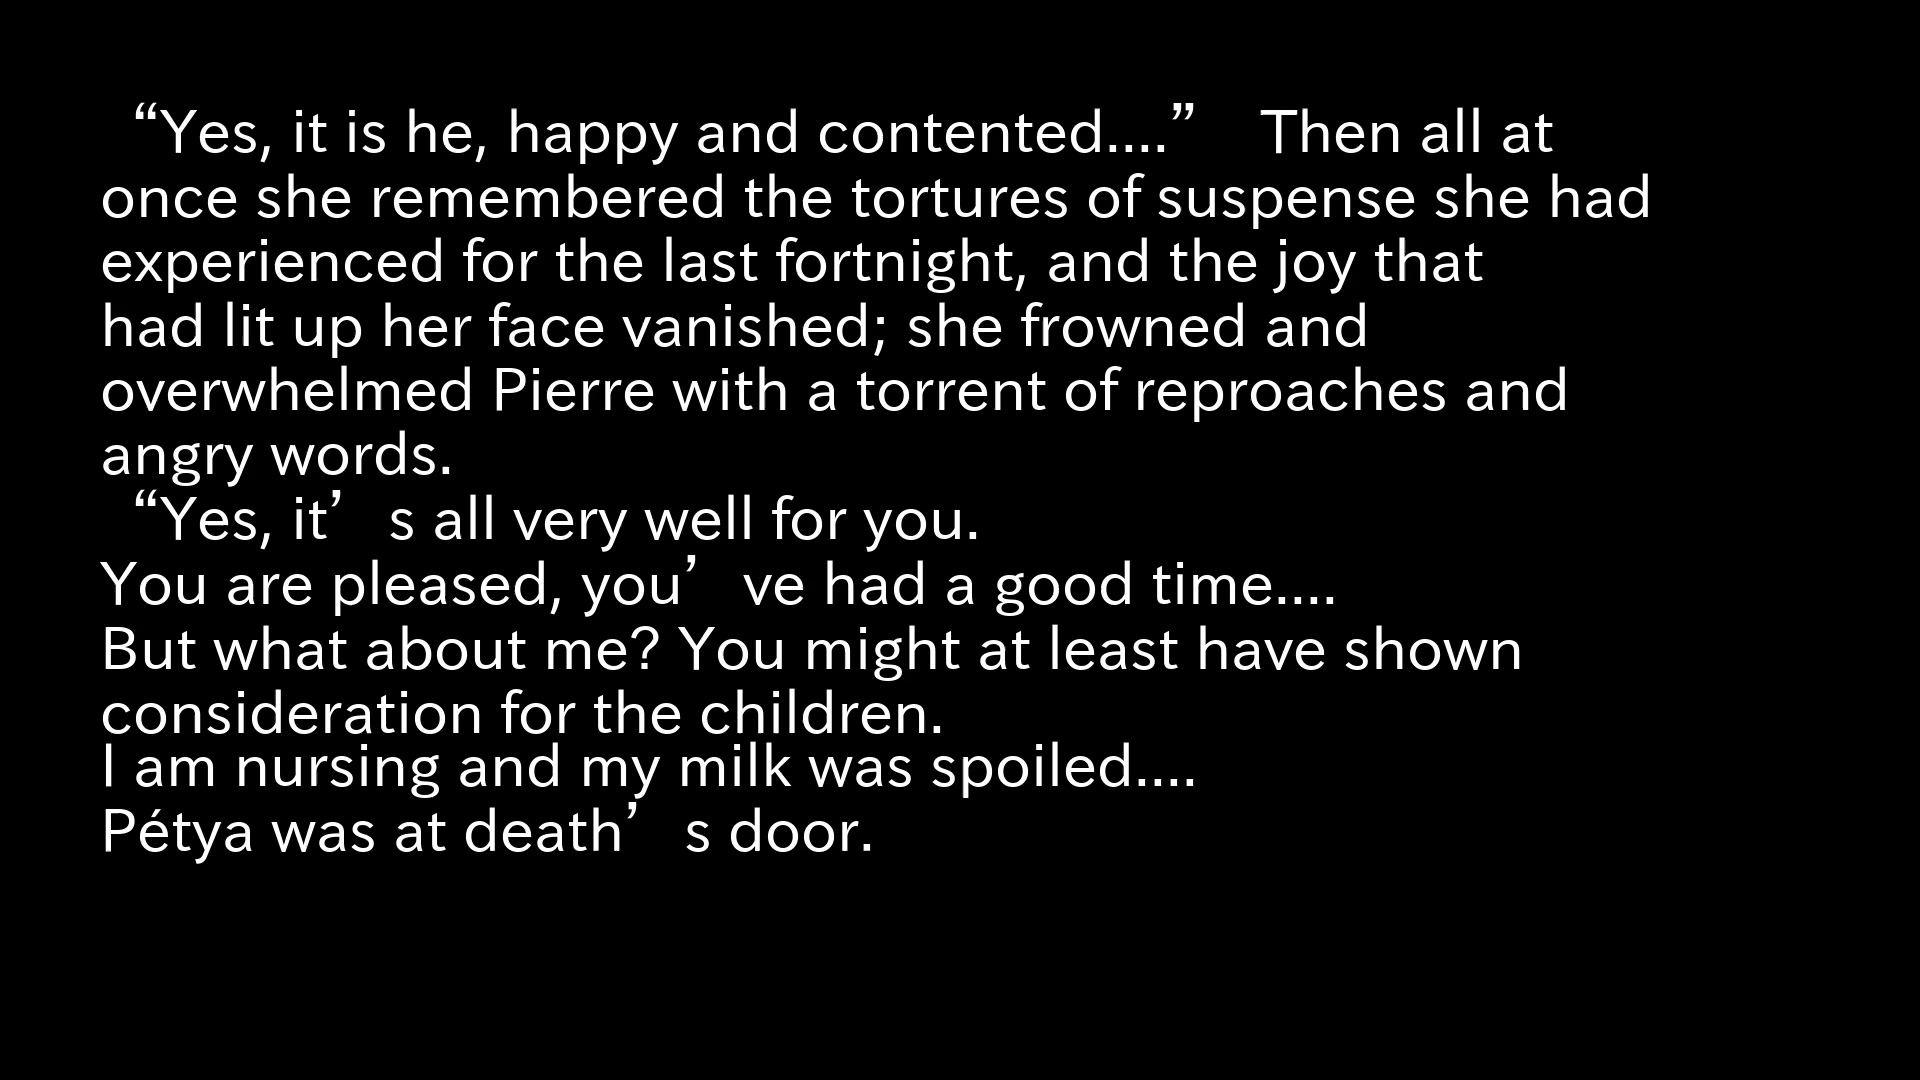 “Yes, it is he, happy and contented....” Then all at
once she remembered the tortures of suspense she had
experienced for the last fortnight, and the joy that
had lit up her face vanished; she frowned and
overwhelmed Pierre with a torrent of reproaches and
angry words.
“Yes, it’s all very well for you.
You are pleased, you’ve had a good time....
But what about me? You might at least have shown
consideration for the children.
I am nursing and my milk was spoiled....
Pétya was at death’s door.